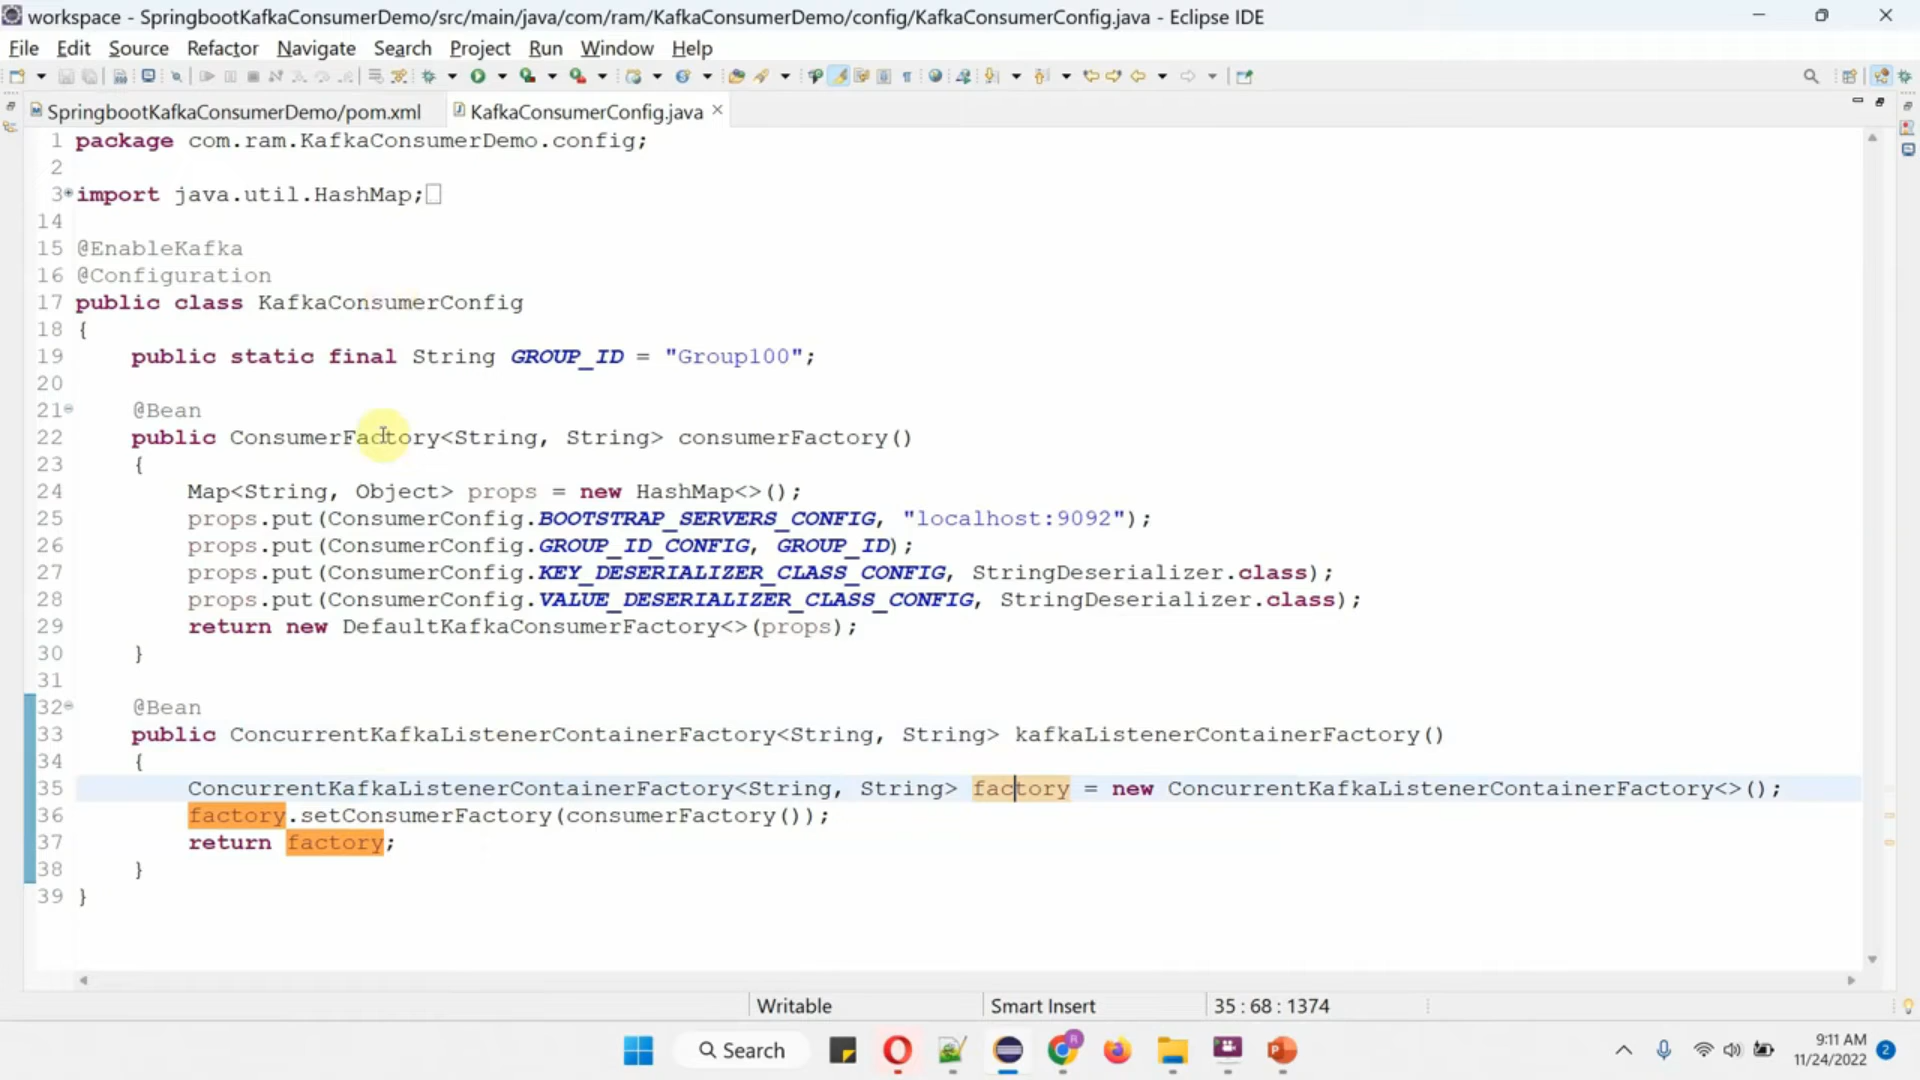 workspace - SpringbootKafkaConsumerDemo/src/main/java/com/ram/KafkaConsumerDemo/config/KafkaConsumerConfig.java - Eclipse IDE
File Edit Source Refactor Navigate Search Project Run Window Help
SpringbootKafkaConsumerDemo/pom.xml KafkaConsumerConfig.java
1 package com.ram.KafkaConsumerDemo.config;
2
3 import java.util.HashMap;
14
15 @EnableKafka
16 @Configuration
17 public class KafkaConsumerConfig
18 {
19 public static final String GROUP_ID = "Group100";
20
21 @Bean
22 public ConsumerFactory<String, String> consumerFactory()
23 {
24 Map<String, Object> props = new HashMap<>();
25 props.put(ConsumerConfig.BOOTSTRAP_SERVERS_CONFIG, "localhost:9092");
26 props.put(ConsumerConfig.GROUP_ID_CONFIG, GROUP_ID);
27 props.put(ConsumerConfig.KEY_DESERIALIZER_CLASS_CONFIG, StringDeserializer.class);
28 props.put(ConsumerConfig.VALUE_DESERIALIZER_CLASS_CONFIG, StringDeserializer.class);
29 return new DefaultKafkaConsumerFactory<>(props);
30 }
31
32 @Bean
33 public ConcurrentKafkaListenerContainerFactory<String, String> kafkaListenerContainerFactory()
34 {
35 ConcurrentKafkaListenerContainerFactory<String, String> factory = new ConcurrentKafkaListenerContainerFactory<>();
36 factory.setConsumerFactory(consumerFactory());
37 return factory;
38 }
39 }
Writable Smart Insert 35 : 68 : 1374
Search
9:11 AM
11/24/2022 2